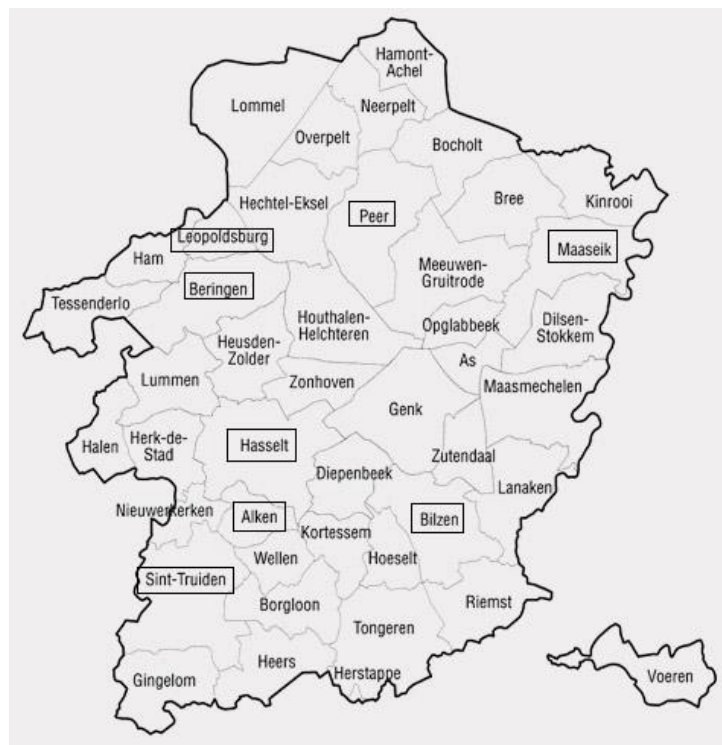 Hamont-
Achel
Lommel
Neerpelt
Overpelt
Bocholt
Hechtel-Eksel
Peer
Bree
Kinrooi
Leopoldsburg
Ham
Maaseik
Meeuwen-
Gruitrode
Beringen
Tessenderlo
Houthalen-
Helchteren
Opglabbeek
Dilsen-
Stokkem
Heusden-
Zolder
As
Lummen
Zonhoven
Maasmechelen
Genk
Halen
Herk-de-
Stad
Hasselt
Zutendaal
Diepenbeek
Lanaken
Nieuwerkerken
Alken
Bilzen
Kortessem
Wellen
Hoeselt
Sint-Truiden
Borgloon
Riemst
Tongeren
Heers
Herstappe
Gingelom
Voeren